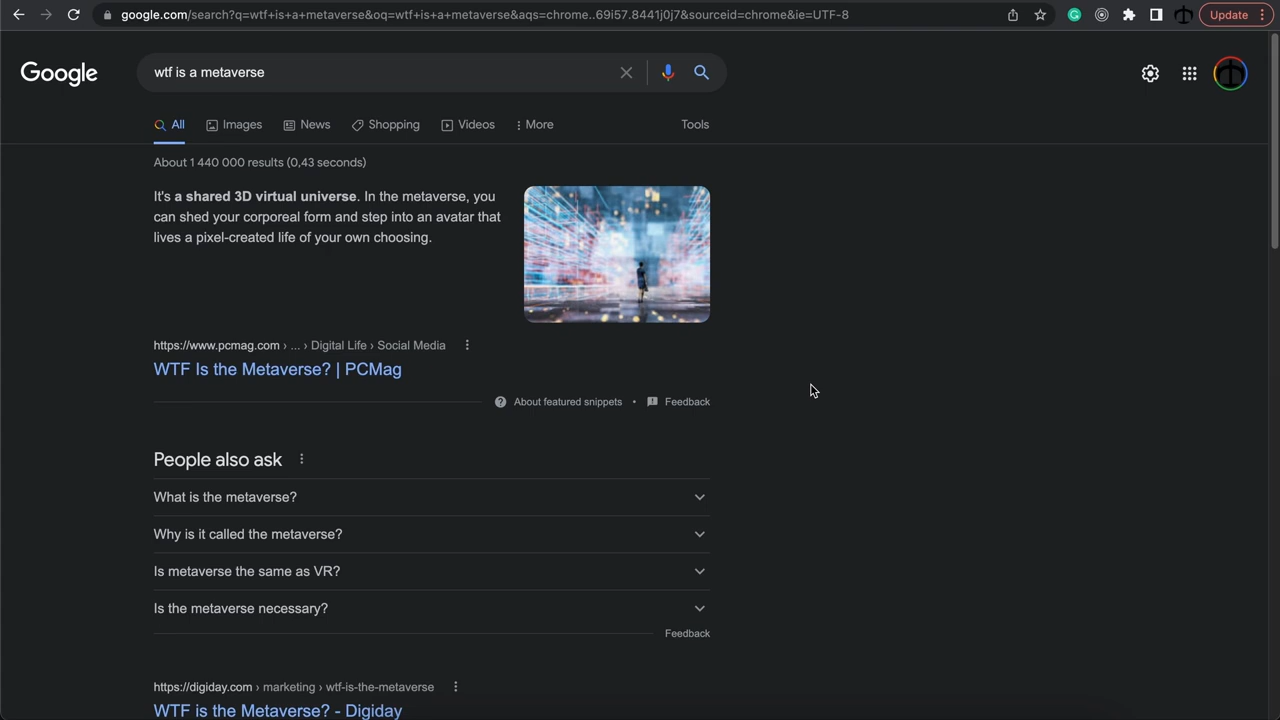 google.com/search?q=wtf+is+a+metaverse&oq=wtf+is+a+metaverse&aqs=chrome..69i57.8441j0j7&sourceid=chrome&ie=UTF-8
Update
Google
wtf is a metaverse
All
Images
News
Shopping
Videos
More
Tools
About 1 440 000 results (0,43 seconds)
It's a shared 3D virtual universe. In the metaverse, you
can shed your corporeal form and step into an avatar that
lives a pixel-created life of your own choosing.
https://www.pcmag.com › ... › Digital Life › Social Media
WTF Is the Metaverse? | PCMag
About featured snippets • Feedback
People also ask
What is the metaverse?
Why is it called the metaverse?
Is metaverse the same as VR?
Is the metaverse necessary?
Feedback
https://digiday.com › marketing › wtf-is-the-metaverse
WTF is the Metaverse? - Digiday